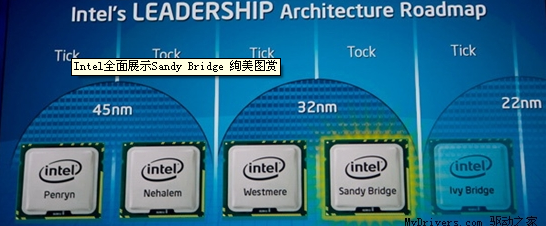 Intel's LEADERSHIP Architecture Roadmap
Tick Tock Tick Tock Tick
Intel全面展示Sandy Bridge 绚美图赏
45nm 32nm 22nm
intel intel intel intel intel
Penryn Nehalem Westmere Sandy Bridge Ivy Bridge
MyDrivers.com 驱动之家